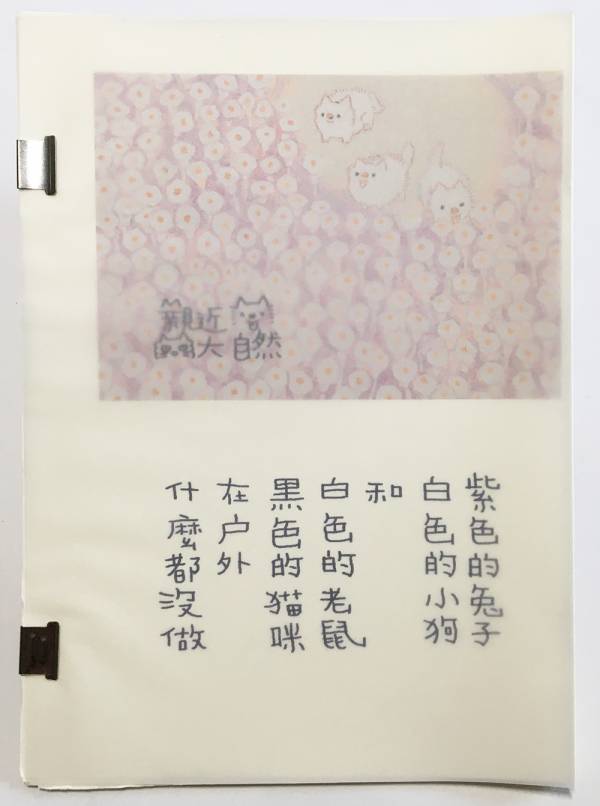 親近
大自然
紫色的兔子
白色的小狗
和
白色的老鼠
黑色的猫咪
在户外
什麼都沒做